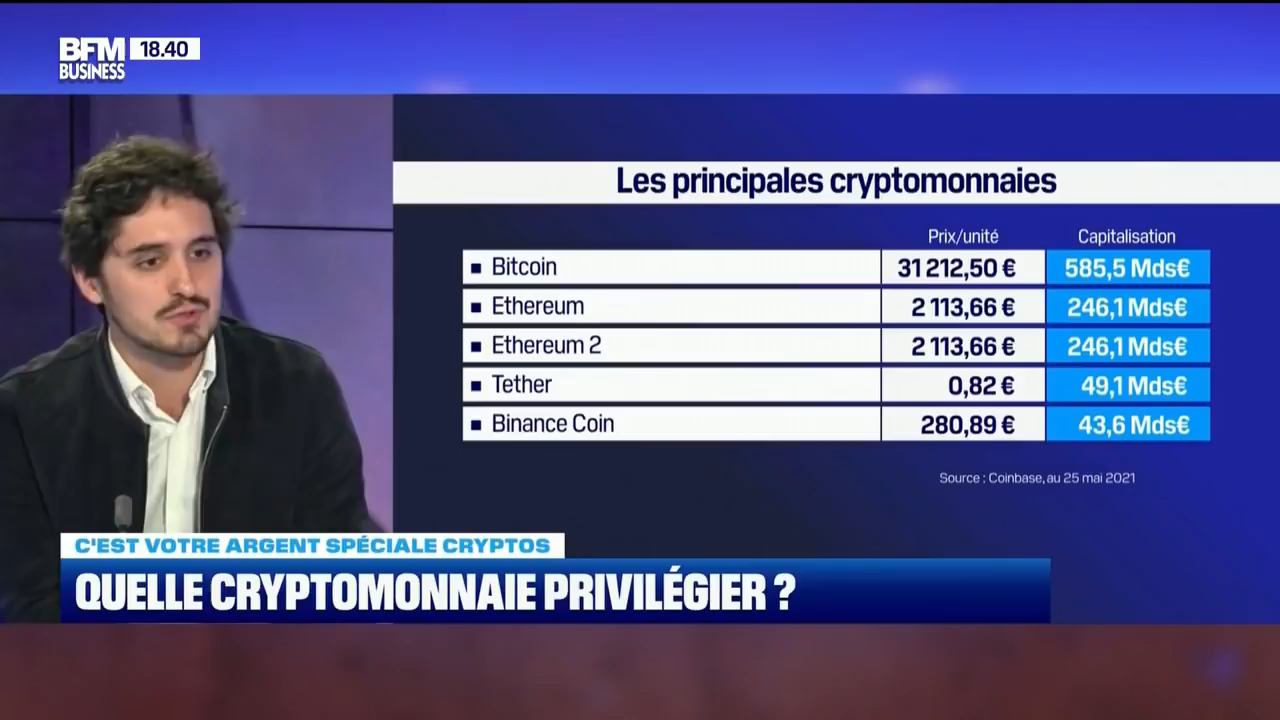 BFM 18.40
BUSINESS
Les principales cryptomonnaies
Prix/unité Capitalisation
Bitcoin 31 212,50 € 585,5 Mds€
Ethereum 2 113,66 € 246,1 Mds€
Ethereum 2 2 113,66 € 246,1 Mds€
Tether 0,82 € 49,1 Mds€
Binance Coin 280,89 € 43,6 Mds€
Source : Coinbase, au 25 mai 2021
C'EST VOTRE ARGENT SPÉCIALE CRYPTOS
QUELLE CRYPTOMONNAIE PRIVILÉGIER ?